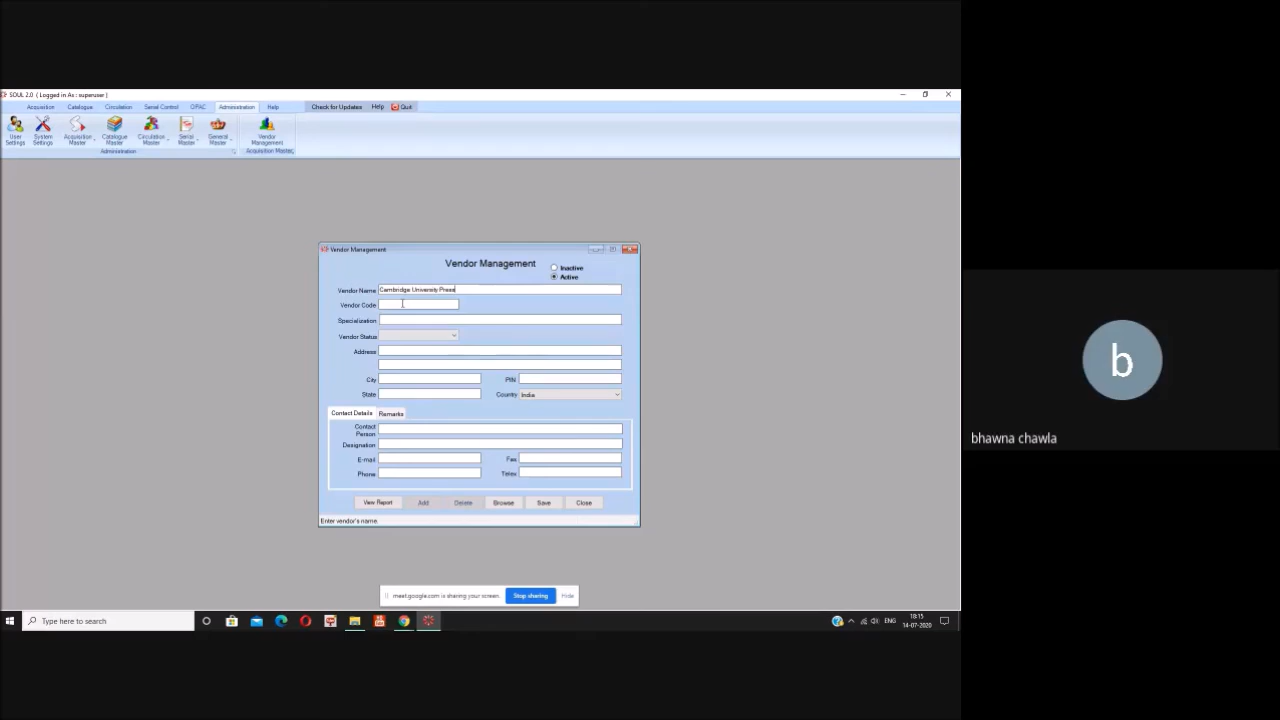 SOUL 2.0 ( Logged in As : superuser )
Acquisition Catalogue Circulation Serial Control OPAC Administration Help Check for Updates Help Quit
User Settings System Settings Acquisition Master Catalogue Master Circulation Master Serial Master General Master Vendor Management
Administration Acquisition Master
Vendor Management
Vendor Management
Inactive
Active
Vendor Name Cambridge University Press
Vendor Code
Specialization
Vendor Status
Address
City PIN
State Country India
Contact Details Remarks
Contact Person
Designation
E-mail Fax
Phone Telex
View Report Add Delete Browse Save Close
Enter vendor's name
b
bhawna chawla
meet.google.com is sharing your screen. Stop sharing Hide
Type here to search
ENG 18:15
14-07-2020